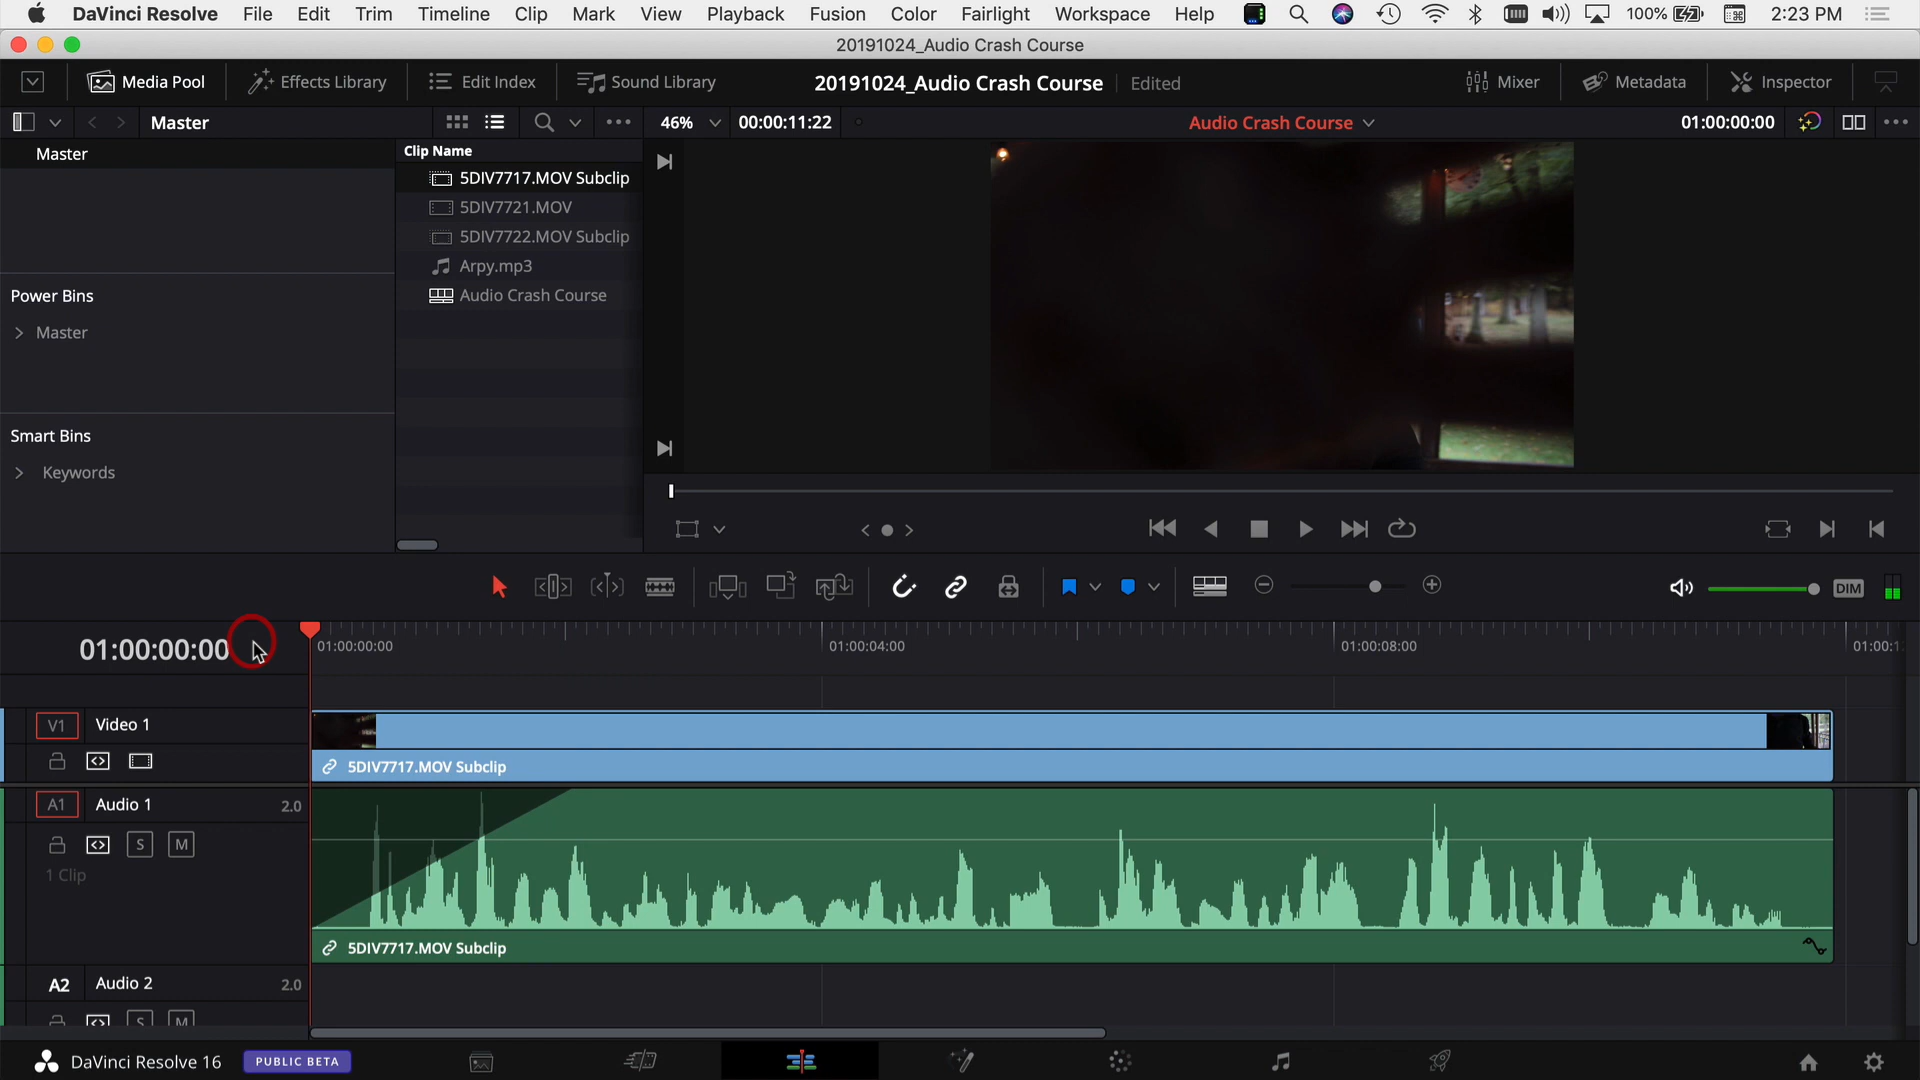 DaVinci Resolve File Edit Trim Timeline Clip Mark View Playback Fusion Color Fairlight Workspace Help 100% 2:23 PM
20191024_Audio Crash Course
Media Pool Effects Library Edit Index Sound Library 20191024_Audio Crash Course Edited Mixer Metadata Inspector
Master 46% 00:00:11:22 Audio Crash Course 01:00:00:00
Master
Clip Name
5DIV7717.MOV Subclip
5DIV7721.MOV
5DIV7722.MOV Subclip
Arpy.mp3
Audio Crash Course
Power Bins
Master
Smart Bins
Keywords
DIM
01:00:00:00
01:00:00:00 01:00:04:00 01:00:08:00 01:00:1
V1 Video 1
5DIV7717.MOV Subclip
A1 Audio 1 2.0
S M
1 Clip
5DIV7717.MOV Subclip
A2 Audio 2 2.0
S M
DaVinci Resolve 16 PUBLIC BETA